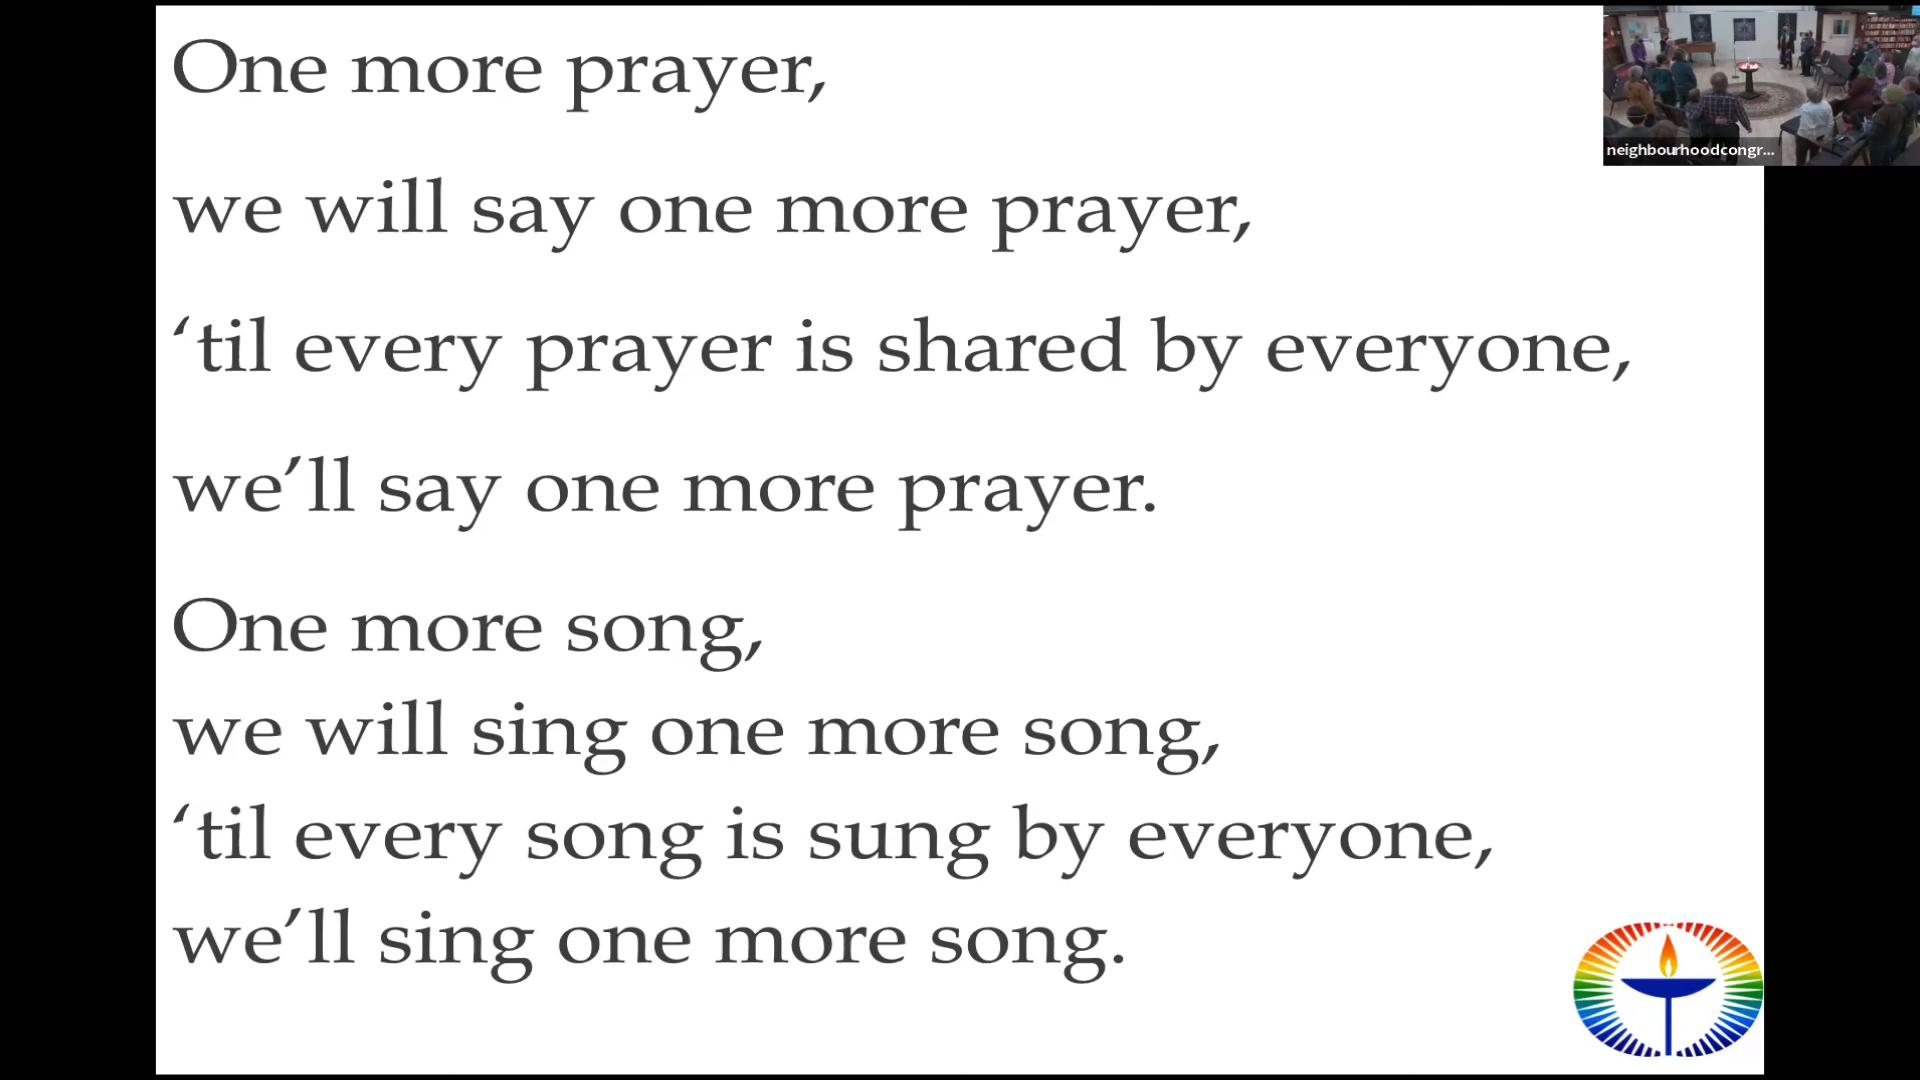 One more prayer,
we will say one more prayer,
‘til every prayer is shared by everyone,
we’ll say one more prayer.
One more song,
we will sing one more song,
‘til every song is sung by everyone,
we’ll sing one more song.
neighbourhoodcongr...